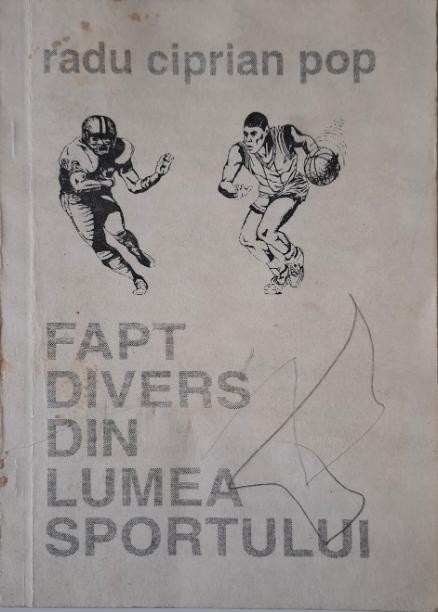 radu ciprian pop
FAPT
DIVERS
DIN
LUMEA
SPORTULUI